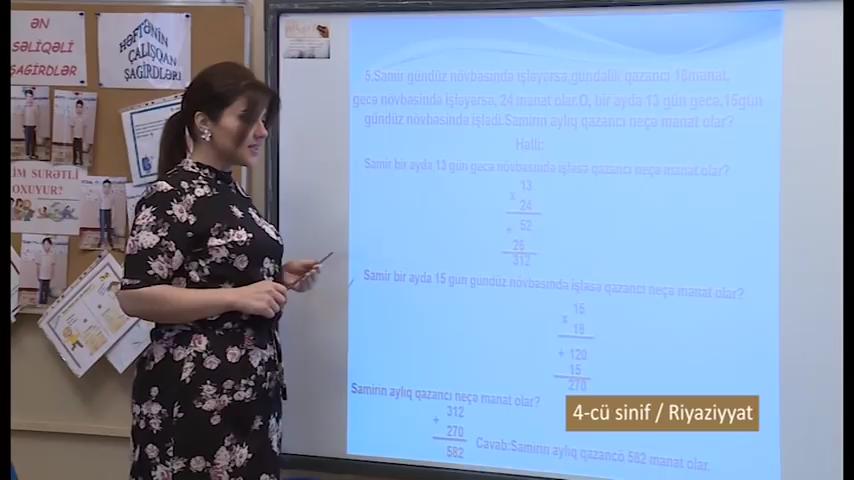 ƏN
SƏLİQƏLİ
ŞAGİRDLƏR
HƏFTƏNİN
ÇALIŞQAN
ŞAGİRDLƏRİ
SUYURUQ?
OXUYUR?
5.Samir gündüz növbəsində işləyərsə,gündəlik qazancı 18manat,
gecə növbəsində işləyərsə, 24 manat olar.O, bir ayda 13 gün gecə,15gün
gündüz növbəsində işlədi.Samirin aylıq qazancı neçə manat olar?
Həlli:
Samir bir ayda 13 gün gecə növbəsində işləsə qazancı neçə manat olar?
13
x
24
52
+
26
312
Samir bir ayda 15 gün gündüz növbəsində işləsə qazancı neçə manat olar?
15
x
18
+ 120
15
270
Samirin aylıq qazancı neçə manat olar?
312
+
270
582
Cavab:Samirin aylıq qazancö 582 manat olar.
4-cü sinif / Riyaziyyat